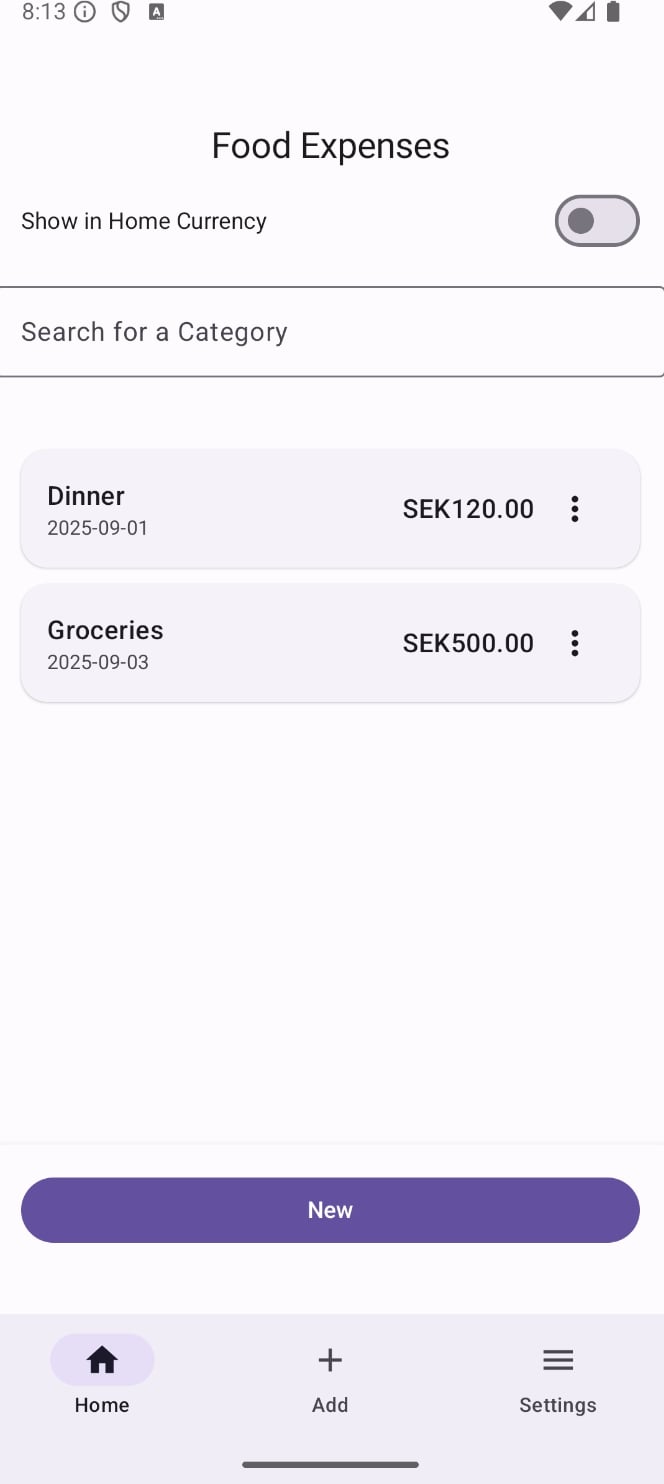 8:13
Food Expenses
Show in Home Currency
Search for a Category
Dinner
2025-09-01
SEK120.00
Groceries
2025-09-03
SEK500.00
New
Home
Add
Settings